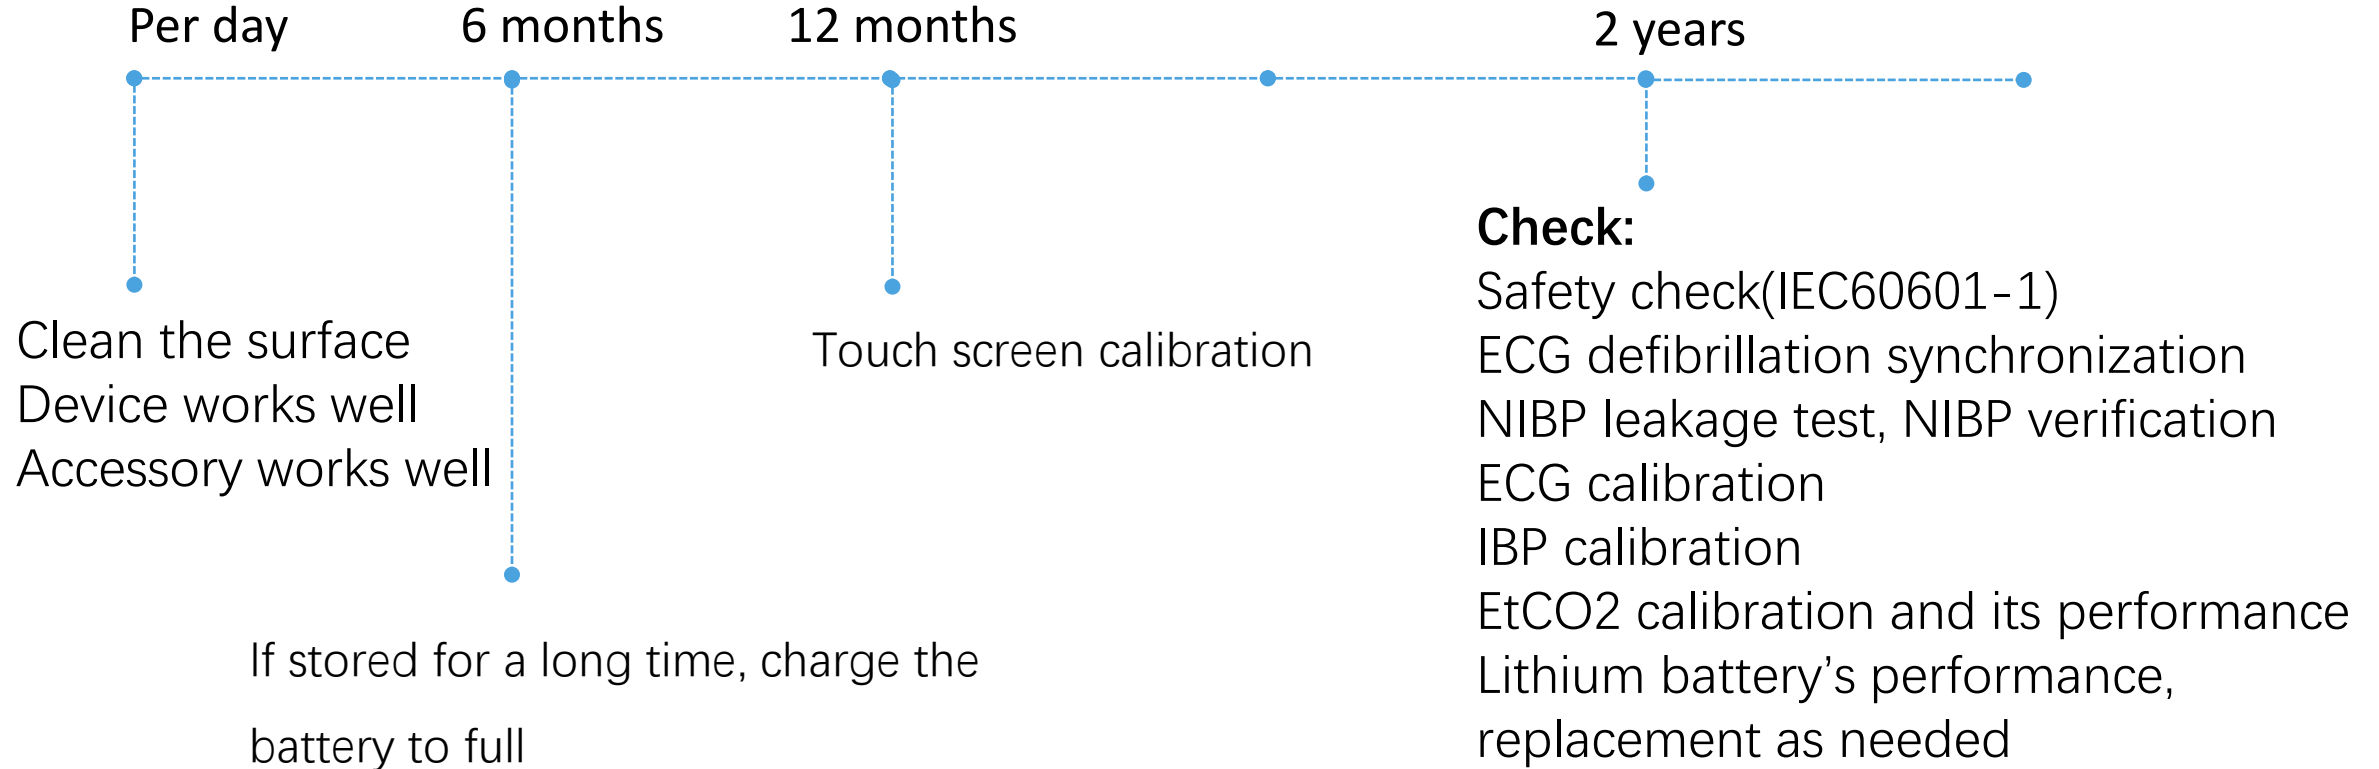 Per day
6 months
12 months
2 years
Clean the surface
Device works well
Accessory works well
If stored for a long time, charge the
battery to full
Touch screen calibration
Check:
Safety check(IEC60601-1)
ECG defibrillation synchronization
NIBP leakage test, NIBP verification
ECG calibration
IBP calibration
EtCO2 calibration and its performance
Lithium battery’s performance,
replacement as needed